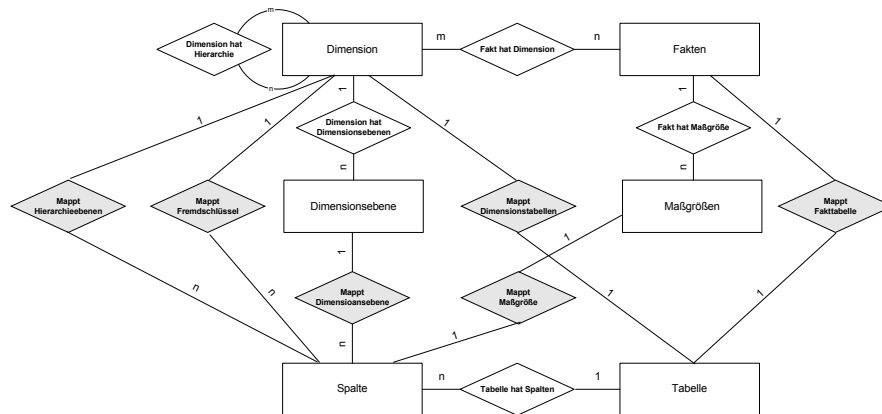 m
Dimension hat
Hierarchie
n
Dimension
m
Fakt hat Dimension
n
Fakten
1
1
1
1
1
1
Dimension hat
Dimensionsebenen
Fakt hat Maßgröße
n
n
Mappt
Hierarchieebenen
Mappt
Fremdschlüssel
Dimensionsebene
Mappt
Dimensionstabellen
Maßgrößen
Mappt
Fakttabelle
1
1
n
n
Mappt
Dimensioansebene
Mappt
Maßgröße
1
1
n
1
Spalte
n
Tabelle hat Spalten
1
Tabelle